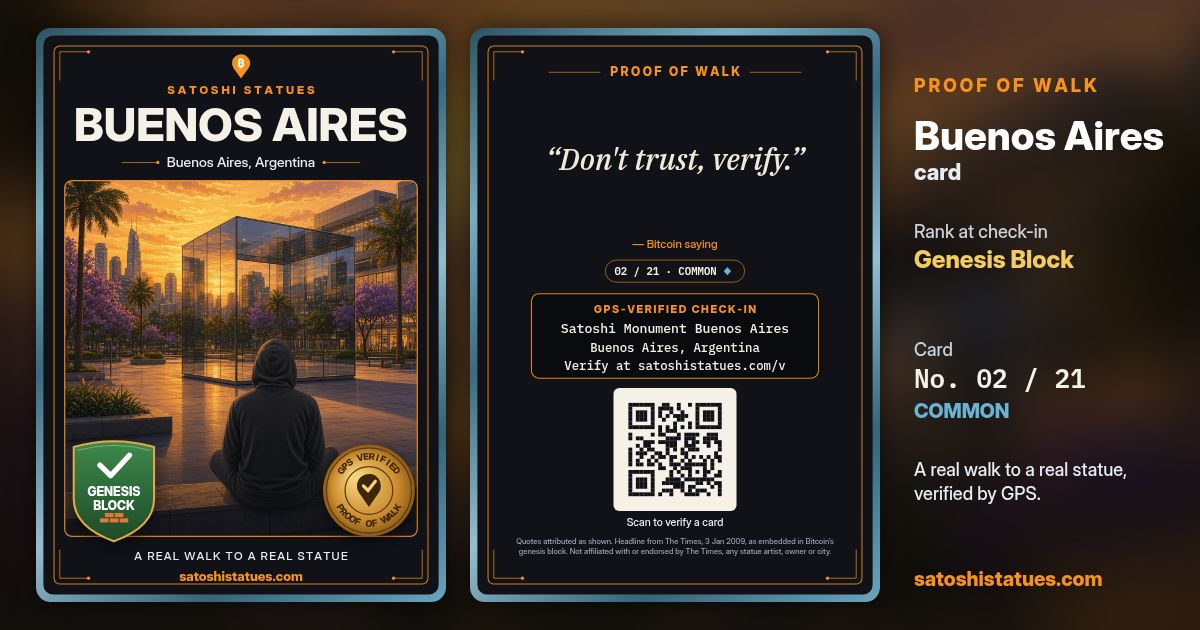 SATOSHI STATUES
BUENOS AIRES
Buenos Aires, Argentina
GENESIS
BLOCK
GPS VERIFIED
PROOF OF WALK
A REAL WALK TO A REAL STATUE
satoshistatues.com
PROOF OF WALK
“Don't trust, verify.”
— Bitcoin saying
02 / 21 · COMMON
GPS-VERIFIED CHECK-IN
Satoshi Monument Buenos Aires
Buenos Aires, Argentina
Verify at satoshistatues.com/v
Scan to verify a card
Quotes attributed as shown. Headline from The Times, 3 Jan 2009, as embedded in Bitcoin's
genesis block. Not affiliated with or endorsed by The Times, any statue artist, owner or city.
PROOF OF WALK
Buenos Aires
card
Rank at check-in
Genesis Block
Card
No. 02 / 21
COMMON
A real walk to a real statue,
verified by GPS.
satoshistatues.com